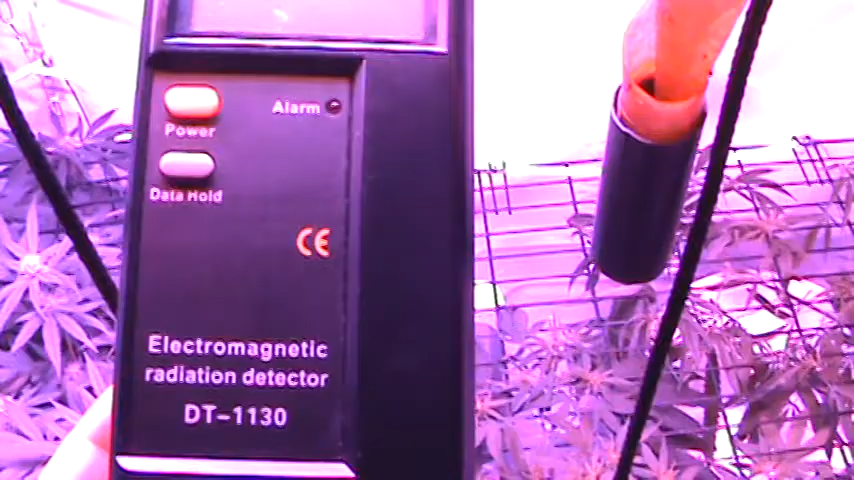 Alarm
Power
Data Hold
CE
Electromagnetic
radiation detector
DT-1130